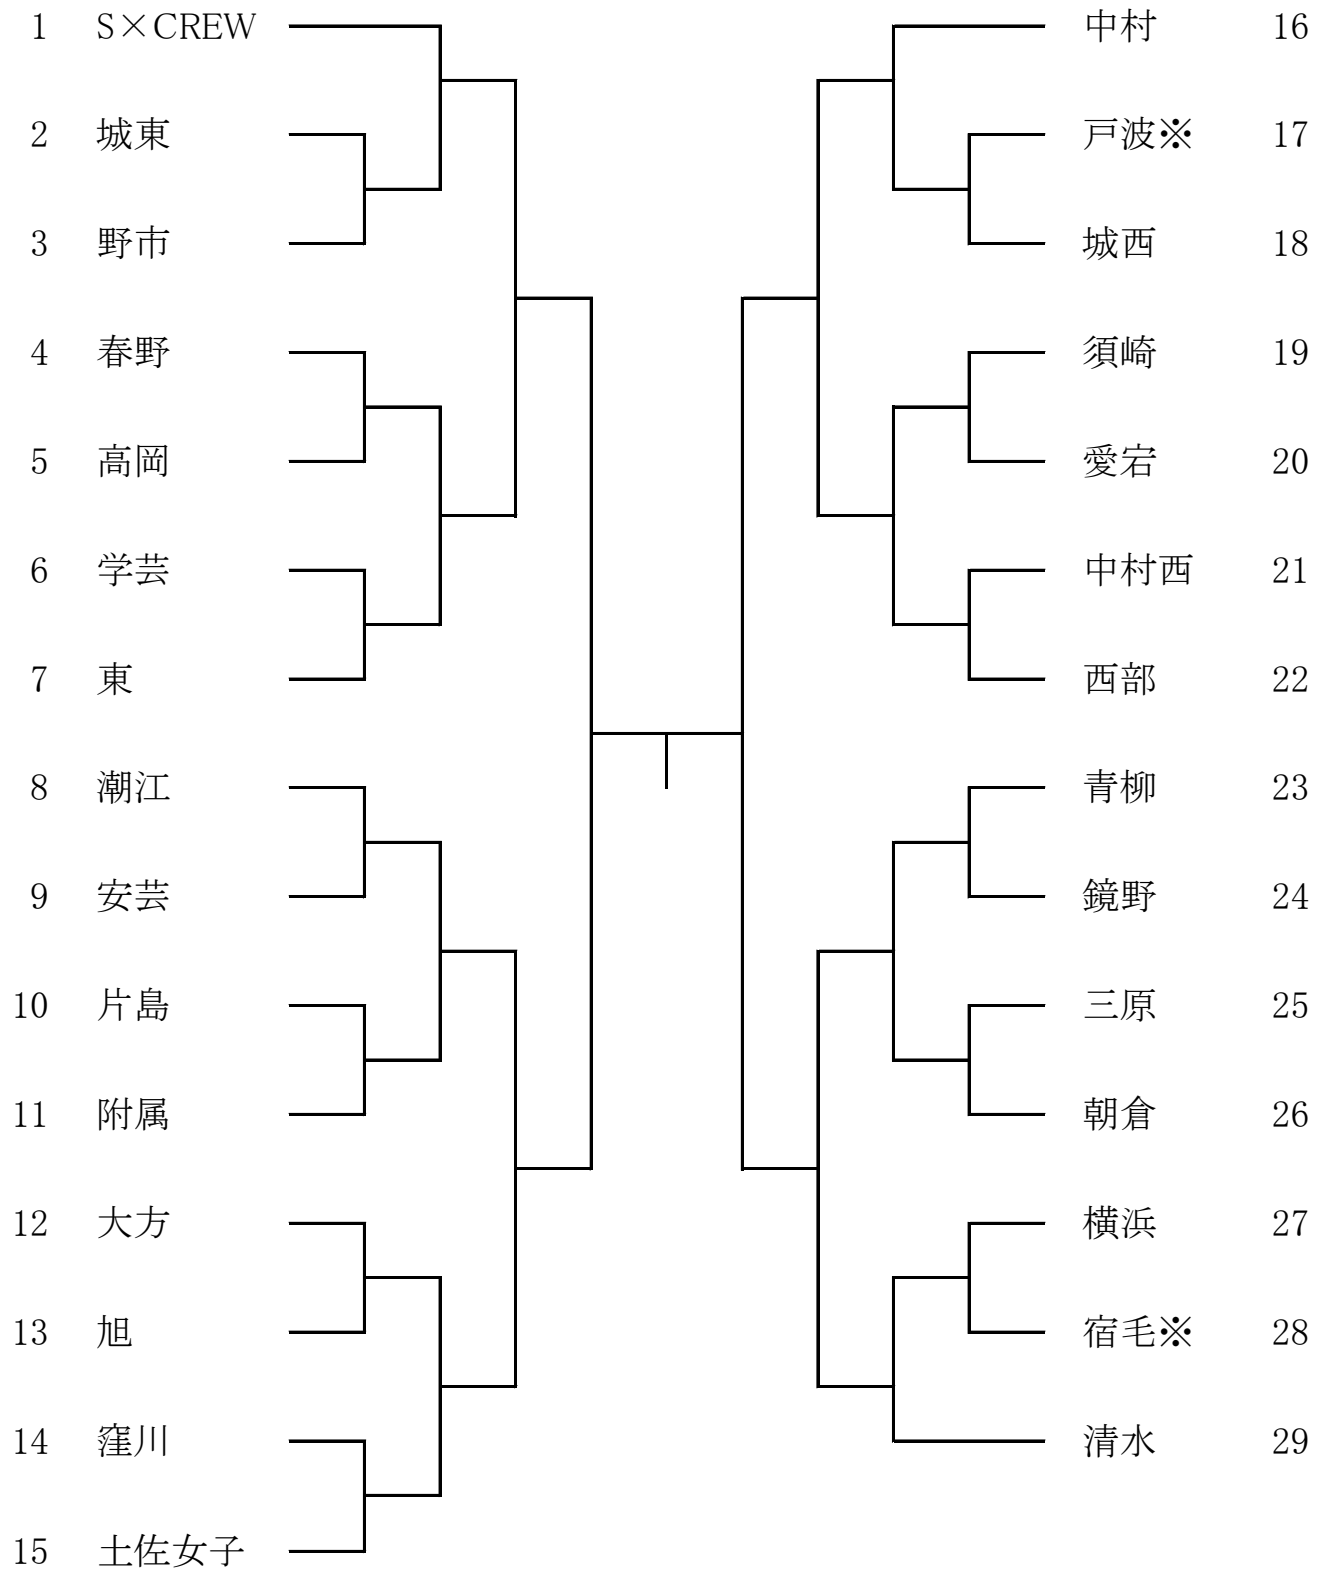 1 S×CREW
2 城東
3 野市
4 春野
5 高岡
6 学芸
7 東
8 潮江
9 安芸
10 片島
11 附属
12 大方
13 旭
14 窪川
15 土佐女子
中村 16
戸波※ 17
城西 18
須崎 19
愛宕 20
中村西 21
西部 22
青柳 23
鏡野 24
三原 25
朝倉 26
横浜 27
宿毛※ 28
清水 29